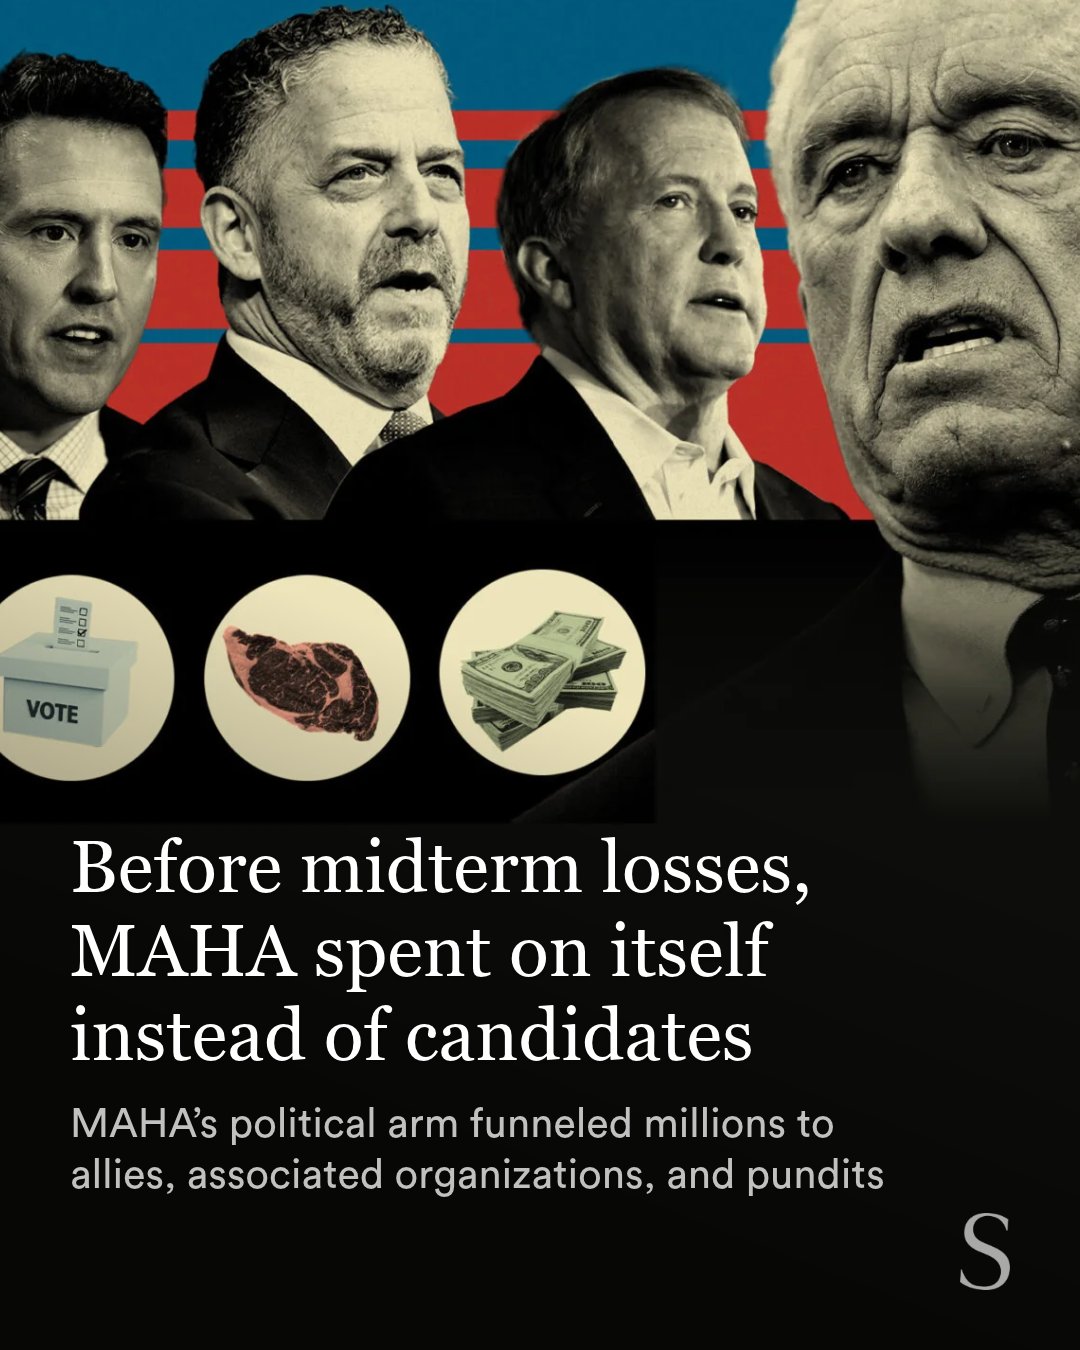 VOTE
Before midterm losses,
MAHA spent on itself
instead of candidates
MAHA’s political arm funneled millions to
allies, associated organizations, and pundits
S